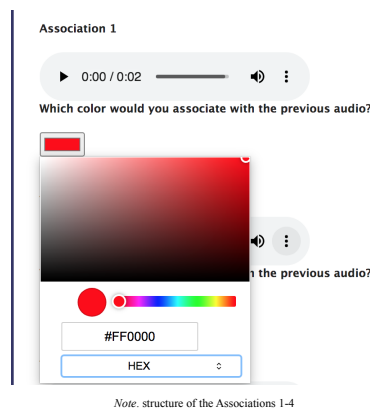 Association 1
0:00 / 0:02
Which color would you associate with the previous audio?
the previous audio?
#FF0000
HEX
Note. structure of the Associations 1-4